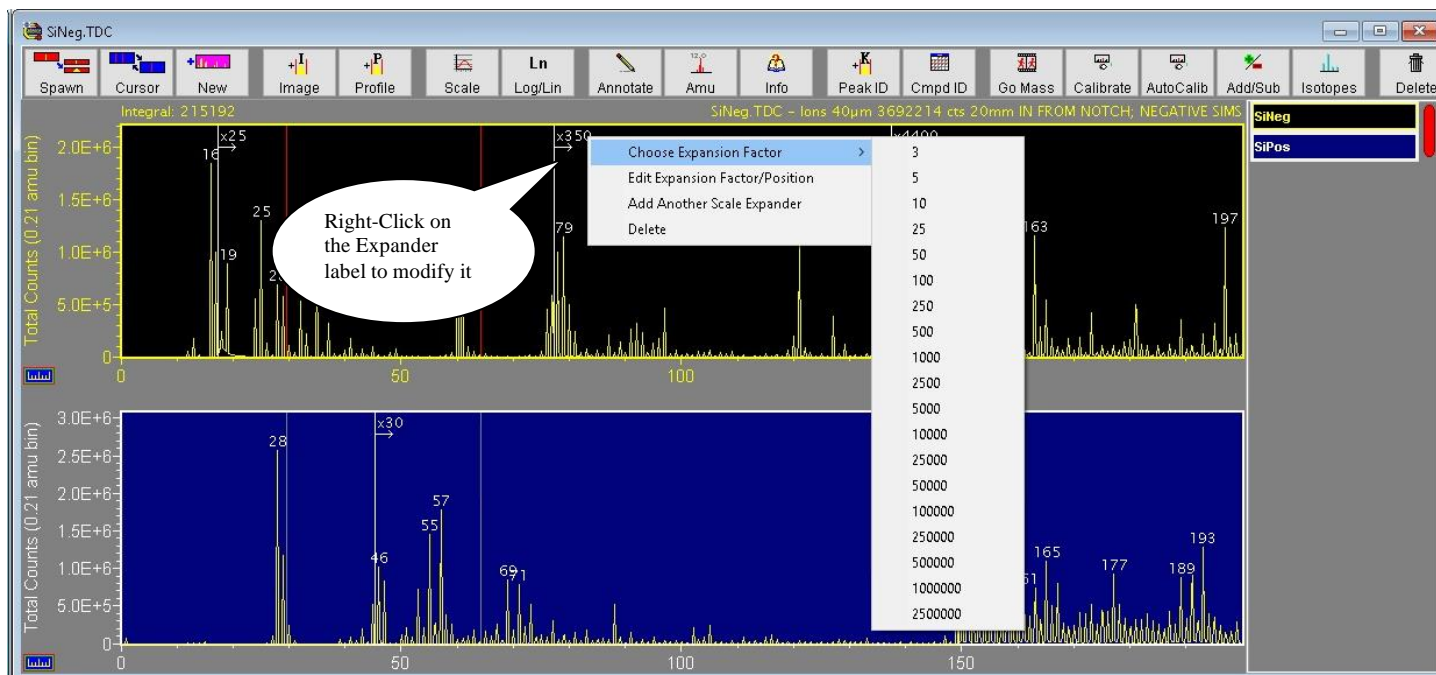 SiNeg.TDC
Spawn Cursor New Image Profile Scale Log/Lin Annotate Amu Info Peak ID Cmpd ID Go Mass Calibrate AutoCalib Add/Sub Isotopes Delete
Integral: 215192
SiNeg.TDC - Ions 40µm 3692214 cts 20mm IN FROM NOTCH; NEGATIVE SIMS
SiNeg
SiPos
Total Counts (0.21 amu bin)
2.0E+6
1.5E+6
1.0E+6
5.0E+5
0
x25
x350
x4400
16
19
25
79
163
197
0 50 100
Right-Click on
the Expander
label to modify it
Choose Expansion Factor >
Edit Expansion Factor/Position
Add Another Scale Expander
Delete
3
5
10
25
50
100
250
500
1000
2500
5000
10000
25000
50000
100000
250000
500000
1000000
2500000
Total Counts (0.21 amu bin)
3.0E+6
2.5E+6
2.0E+6
1.5E+6
1.0E+6
5.0E+5
0
x30
28
46
55
57
69
71
165
177
189
193
0 50 100 150